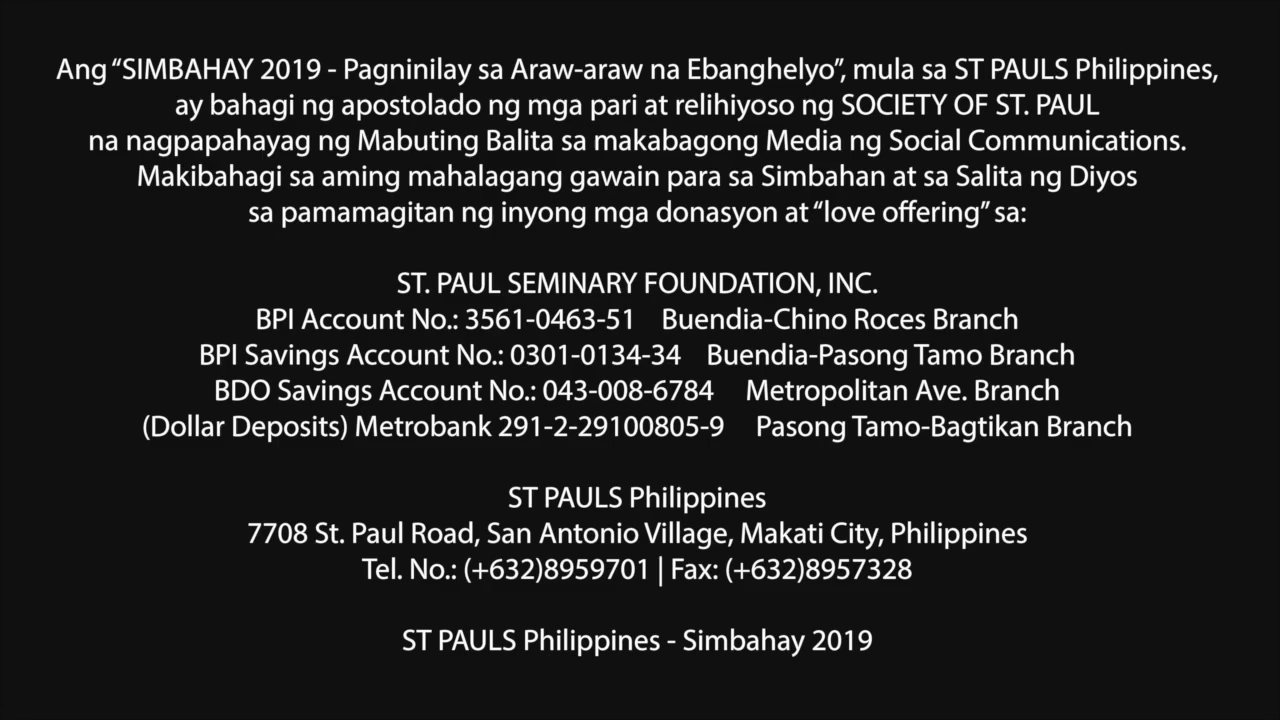 Ang “SIMBAHAY 2019 - Pagninilay sa Araw-araw na Ebanghelyo”, mula sa ST PAULS Philippines,
ay bahagi ng apostolado ng mga pari at relihiyoso ng SOCIETY OF ST. PAUL
na nagpapahayag ng Mabuting Balita sa makabagong Media ng Social Communications.
Makibahagi sa aming mahalagang gawain para sa Simbahan at sa Salita ng Diyos
sa pamamagitan ng inyong mga donasyon at “love offering” sa:
ST. PAUL SEMINARY FOUNDATION, INC.
BPI Account No.: 3561-0463-51 Buendia-Chino Roces Branch
BPI Savings Account No.: 0301-0134-34 Buendia-Pasong Tamo Branch
BDO Savings Account No.: 043-008-6784 Metropolitan Ave. Branch
(Dollar Deposits) Metrobank 291-2-29100805-9 Pasong Tamo-Bagtikan Branch
ST PAULS Philippines
7708 St. Paul Road, San Antonio Village, Makati City, Philippines
Tel. No.: (+632)8959701 | Fax: (+632)8957328
ST PAULS Philippines - Simbahay 2019